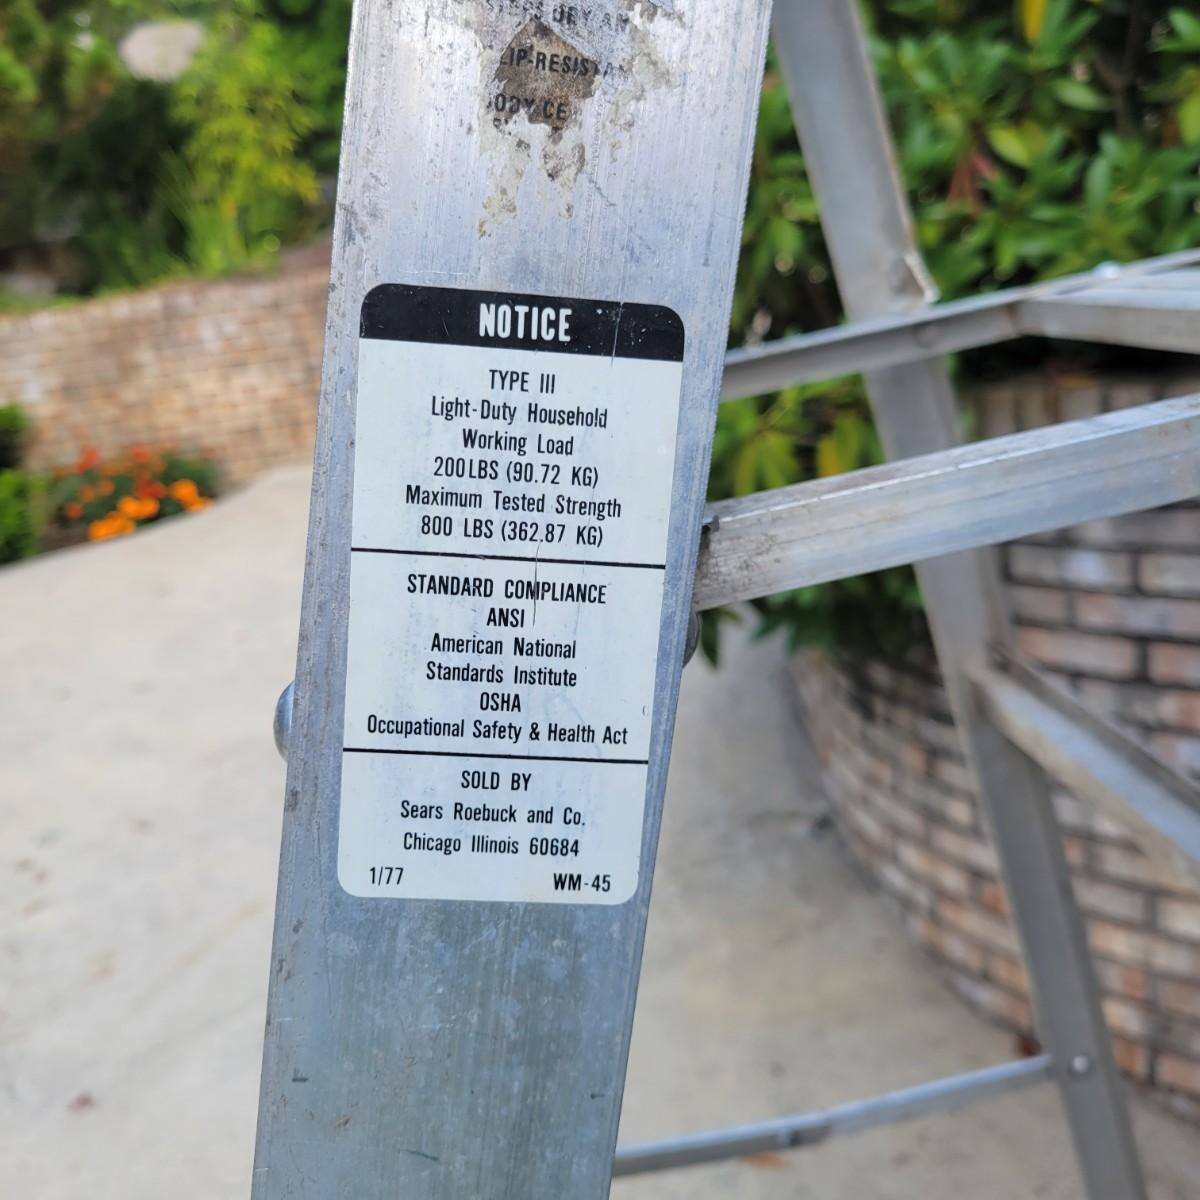 NOTICE
TYPE III
Light-Duty Household
Working Load
200 LBS (90.72 KG)
Maximum Tested Strength
800 LBS (362.87 KG)
STANDARD COMPLIANCE
ANSI
American National
Standards Institute
OSHA
Occupational Safety & Health Act
SOLD BY
Sears Roebuck and Co.
Chicago Illinois 60684
1/77 WM-45